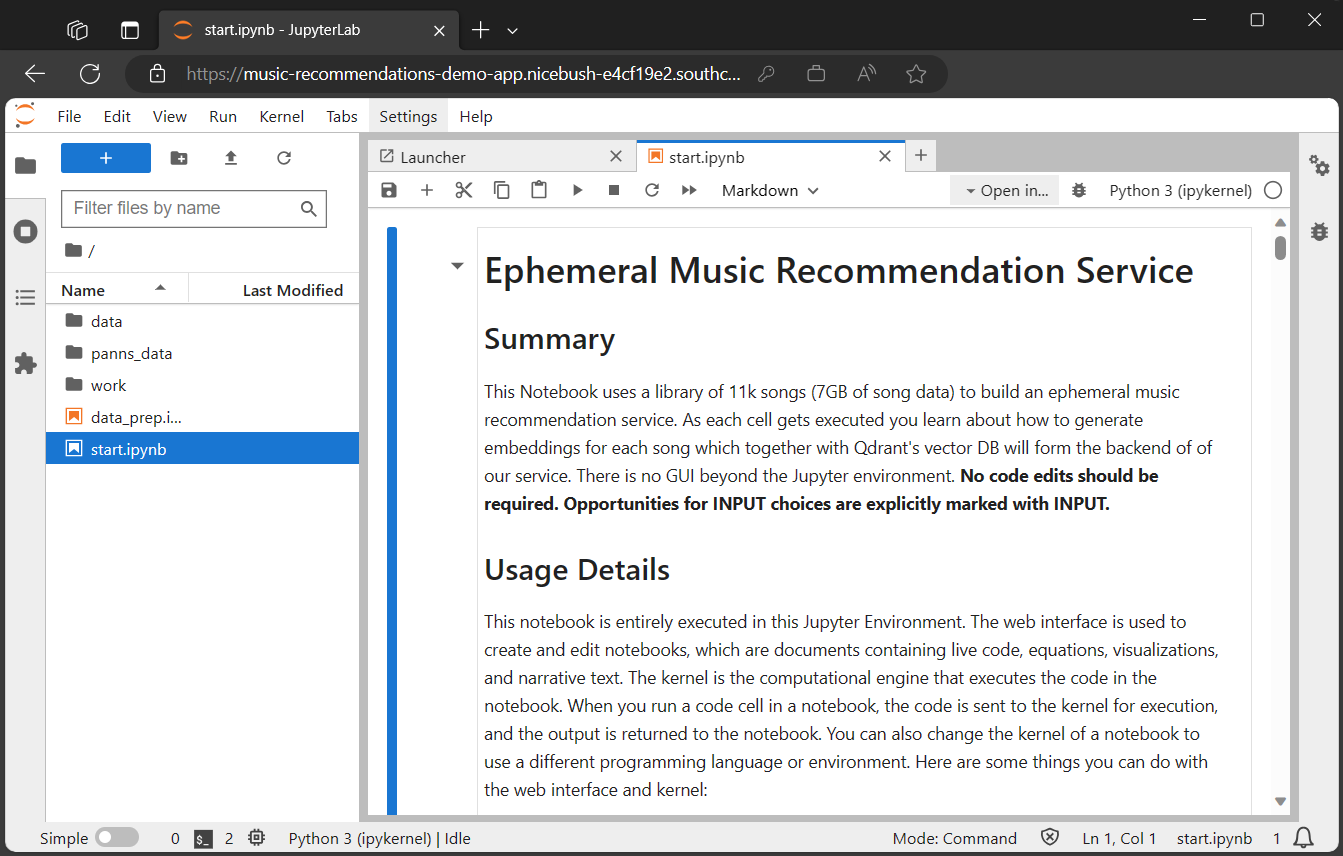 start.ipynb - JupyterLab
https://music-recommendations-demo-app.nicebush-e4cf19e2.southc...
File Edit View Run Kernel Tabs Settings Help
Launcher
start.ipynb
Filter files by name
Markdown
Open in...
Python 3 (ipykernel)
/
Name Last Modified
data
panns_data
work
data_prep.i...
start.ipynb
Ephemeral Music Recommendation Service
Summary
This Notebook uses a library of 11k songs (7GB of song data) to build an ephemeral music
recommendation service. As each cell gets executed you learn about how to generate
embeddings for each song which together with Qdrant's vector DB will form the backend of of
our service. There is no GUI beyond the Jupyter environment. No code edits should be
required. Opportunities for INPUT choices are explicitly marked with INPUT.
Usage Details
This notebook is entirely executed in this Jupyter Environment. The web interface is used to
create and edit notebooks, which are documents containing live code, equations, visualizations,
and narrative text. The kernel is the computational engine that executes the code in the
notebook. When you run a code cell in a notebook, the code is sent to the kernel for execution,
and the output is returned to the notebook. You can also change the kernel of a notebook to
use a different programming language or environment. Here are some things you can do with
the web interface and kernel:
Simple 0 2 Python 3 (ipykernel) | Idle Mode: Command Ln 1, Col 1 start.ipynb 1